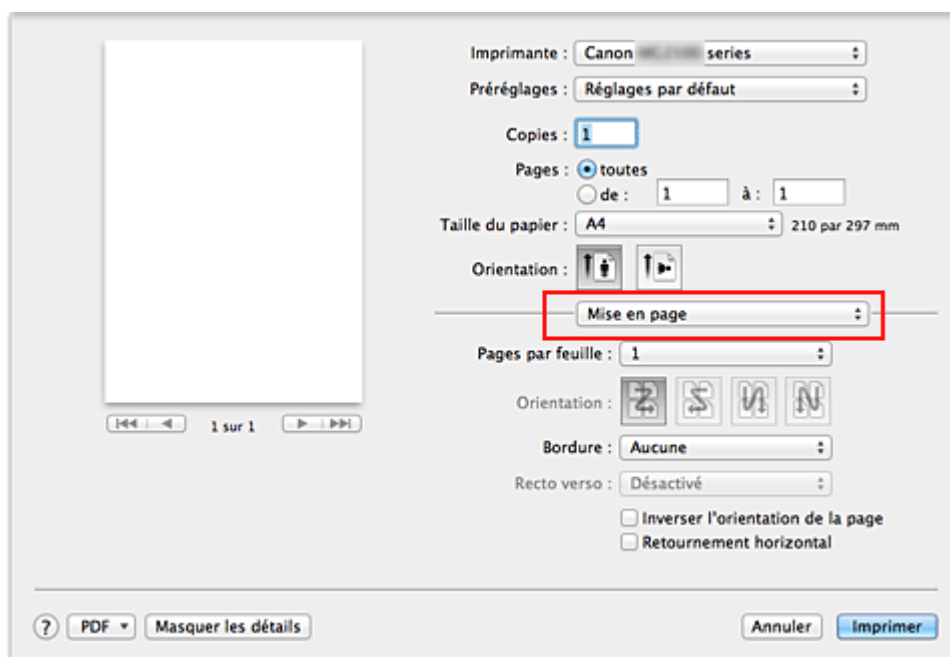 Imprimante : Canon series
Préréglages : Réglages par défaut
Copies : 1
Pages : toutes
de : 1 à : 1
Taille du papier : A4 210 par 297 mm
Orientation :
Mise en page
Pages par feuille : 1
Orientation :
Bordure : Aucune
Recto verso : Désactivé
Inverser l'orientation de la page
Retournement horizontal
1 sur 1
? PDF Masquer les détails Annuler Imprimer